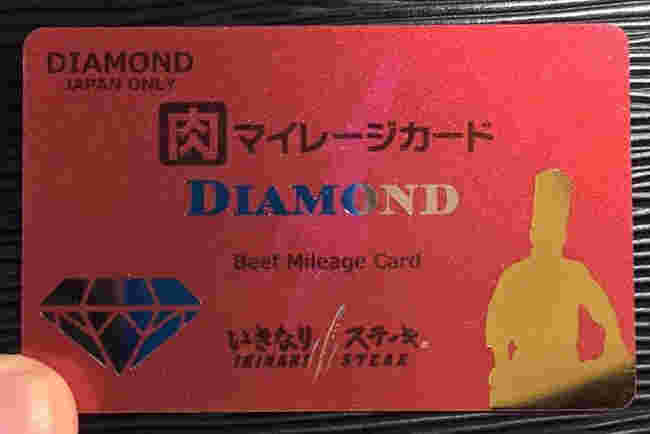 DIAMOND
JAPAN ONLY
肉マイレージカード
DIAMOND
Beef Mileage Card
いきなりステーキ®
IKINARI STEAK